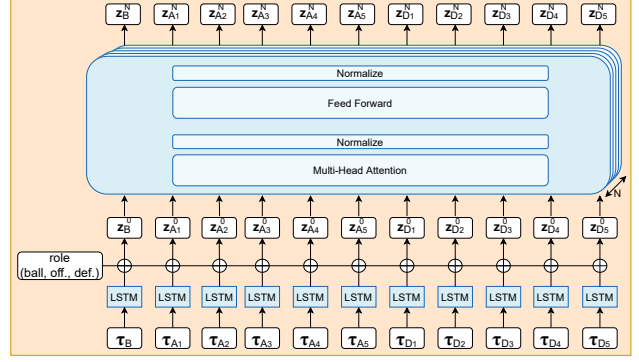 z_B^N z_A1^N z_A2^N z_A3^N z_A4^N z_A5^N z_D1^N z_D2^N z_D3^N z_D4^N z_D5^N
Normalize
Feed Forward
Normalize
Multi-Head Attention
N
z_B^0 z_A1^0 z_A2^0 z_A3^0 z_A4^0 z_A5^0 z_D1^0 z_D2^0 z_D3^0 z_D4^0 z_D5^0
role
(ball, off., def.)
LSTM LSTM LSTM LSTM LSTM LSTM LSTM LSTM LSTM LSTM LSTM
τ_B τ_A1 τ_A2 τ_A3 τ_A4 τ_A5 τ_D1 τ_D2 τ_D3 τ_D4 τ_D5